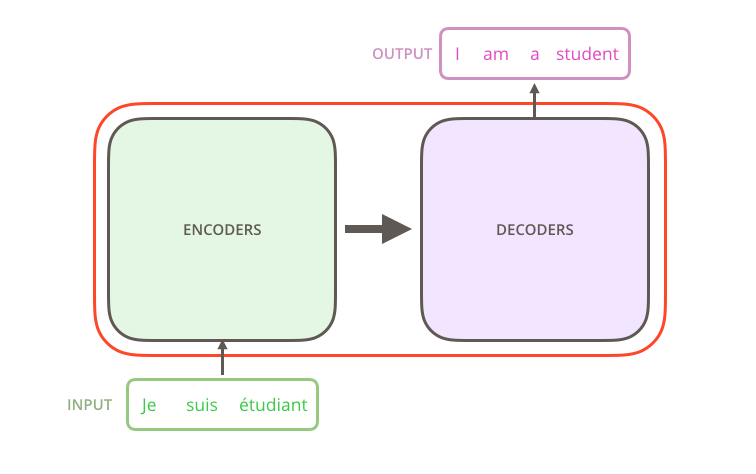 OUTPUT I am a student
ENCODERS DECODERS
INPUT Je suis étudiant